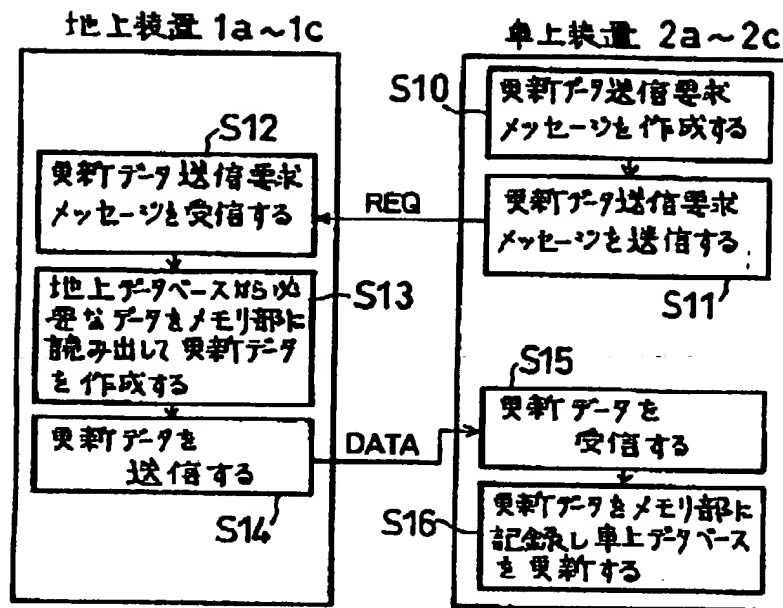 地上装置 1a~1c
車上装置 2a~2c
S10
更新データ送信要求
メッセージを作成する
S12
更新データ送信要求
メッセージを受信する
REQ
更新データ送信要求
メッセージを送信する
S11
地上データベースから必
要なデータをメモリ部に
読み出して更新データ
を作成する
S13
S15
更新データを
受信する
更新データを
送信する
DATA
S14
S16
更新データをメモリ部に
記録し車上データベース
を更新する